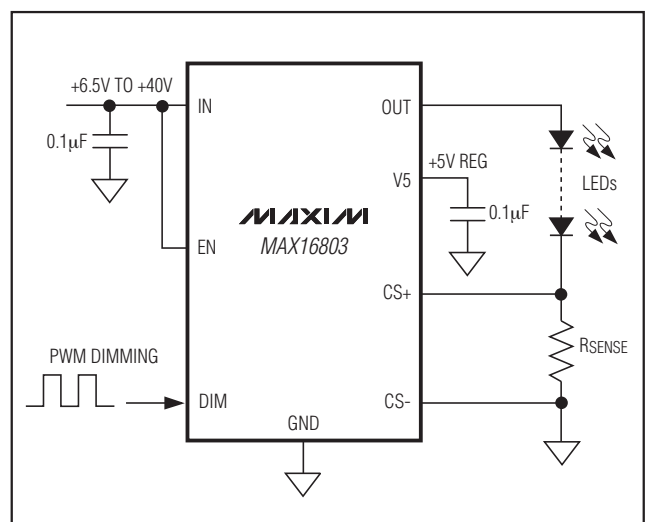 +6.5V TO +40V
IN
0.1µF
EN
PWM DIMMING
DIM
MAXIM
MAX16803
GND
OUT
V5
+5V REG
0.1µF
CS+
CS-
LEDs
RSENSE